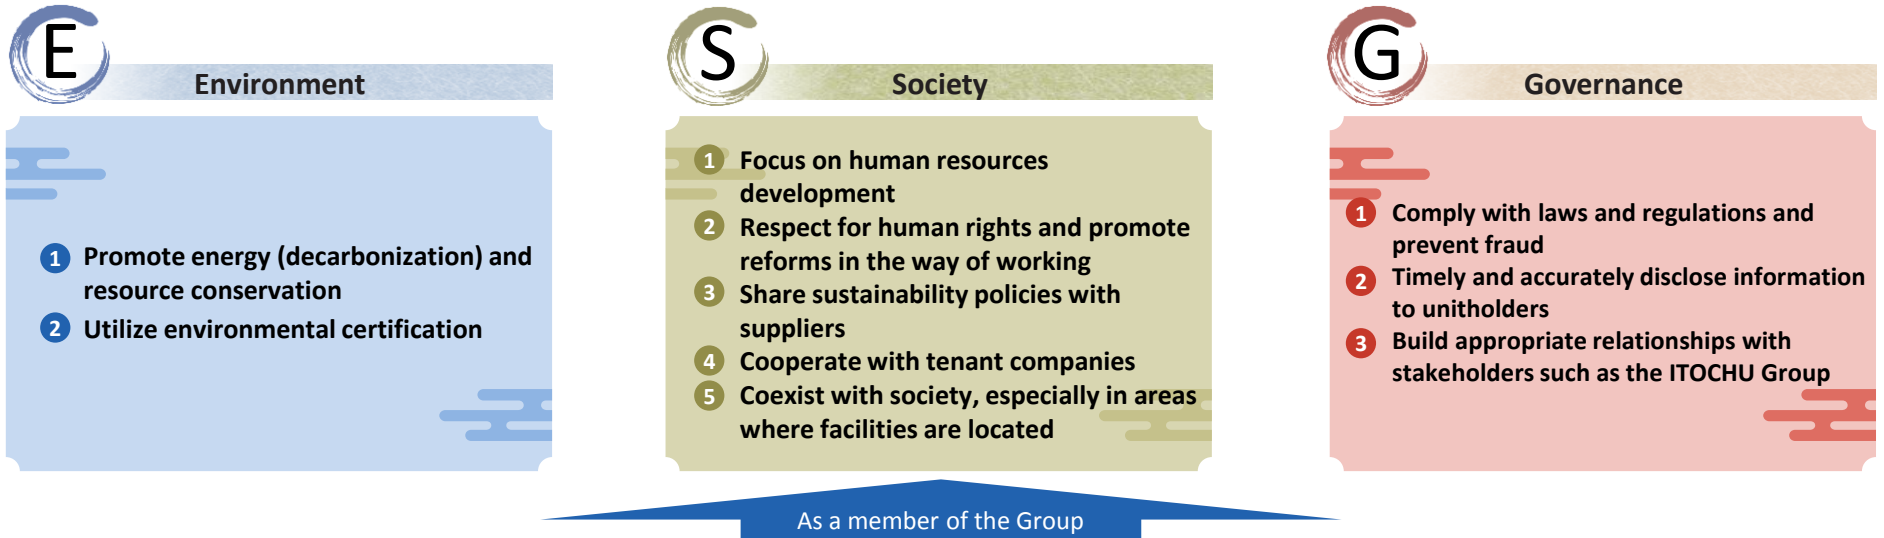 E
Environment
1 Promote energy (decarbonization) and
resource conservation
2 Utilize environmental certification
S
Society
1 Focus on human resources
development
2 Respect for human rights and promote
reforms in the way of working
3 Share sustainability policies with
suppliers
4 Cooperate with tenant companies
5 Coexist with society, especially in areas
where facilities are located
G
Governance
1 Comply with laws and regulations and
prevent fraud
2 Timely and accurately disclose information
to unitholders
3 Build appropriate relationships with
stakeholders such as the ITOCHU Group
As a member of the Group